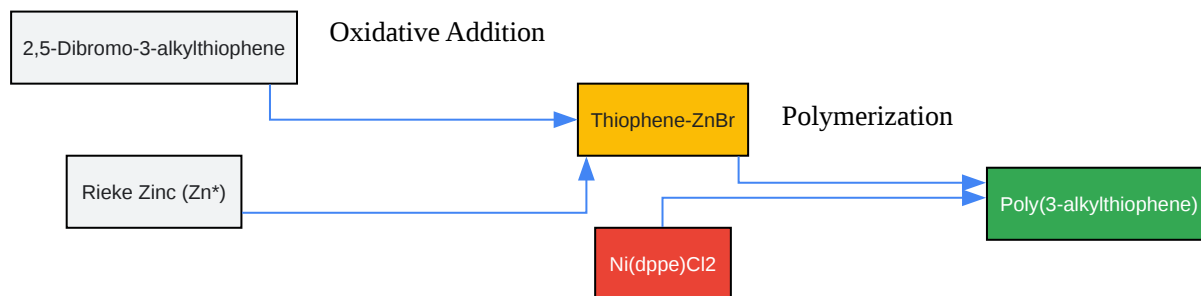 2,5-Dibromo-3-alkylthiophene
Oxidative Addition
Thiophene-ZnBr
Polymerization
Rieke Zinc (Zn*)
Poly(3-alkylthiophene)
Ni(dppe)Cl2